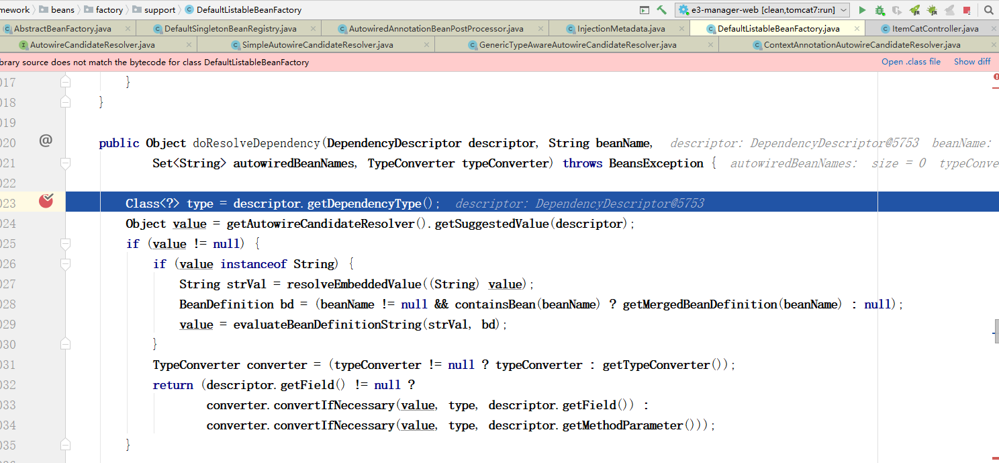 mework beans factory support DefaultListableBeanFactory e3-manager-web [clean,tomcat7:run]
AbstractBeanFactory.java DefaultSingletonBeanRegistry.java AutowiredAnnotationBeanPostProcessor.java InjectionMetadata.java DefaultListableBeanFactory.java ItemCatController.java
AutowireCandidateResolver.java SimpleAutowireCandidateResolver.java GenericTypeAwareAutowireCandidateResolver.java ContextAnnotationAutowireCandidateResolver.java
brary source does not match the bytecode for class DefaultListableBeanFactory Open .class file Show diff
017 }
018 }
019
020 @ public Object doResolveDependency(DependencyDescriptor descriptor, String beanName, descriptor: DependencyDescriptor@5753 beanName:
021 Set<String> autowiredBeanNames, TypeConverter typeConverter) throws BeansException { autowiredBeanNames: size = 0 typeConve
022
023 Class<?> type = descriptor.getDependencyType(); descriptor: DependencyDescriptor@5753
024 Object value = getAutowireCandidateResolver().getSuggestedValue(descriptor);
025 if (value != null) {
026 if (value instanceof String) {
027 String strVal = resolveEmbeddedValue((String) value);
028 BeanDefinition bd = (beanName != null && containsBean(beanName) ? getMergedBeanDefinition(beanName) : null);
029 value = evaluateBeanDefinitionString(strVal, bd);
030 }
031 TypeConverter converter = (typeConverter != null ? typeConverter : getTypeConverter());
032 return (descriptor.getField() != null ?
033 converter.convertIfNecessary(value, type, descriptor.getField()) :
034 converter.convertIfNecessary(value, type, descriptor.getMethodParameter()));
035 }